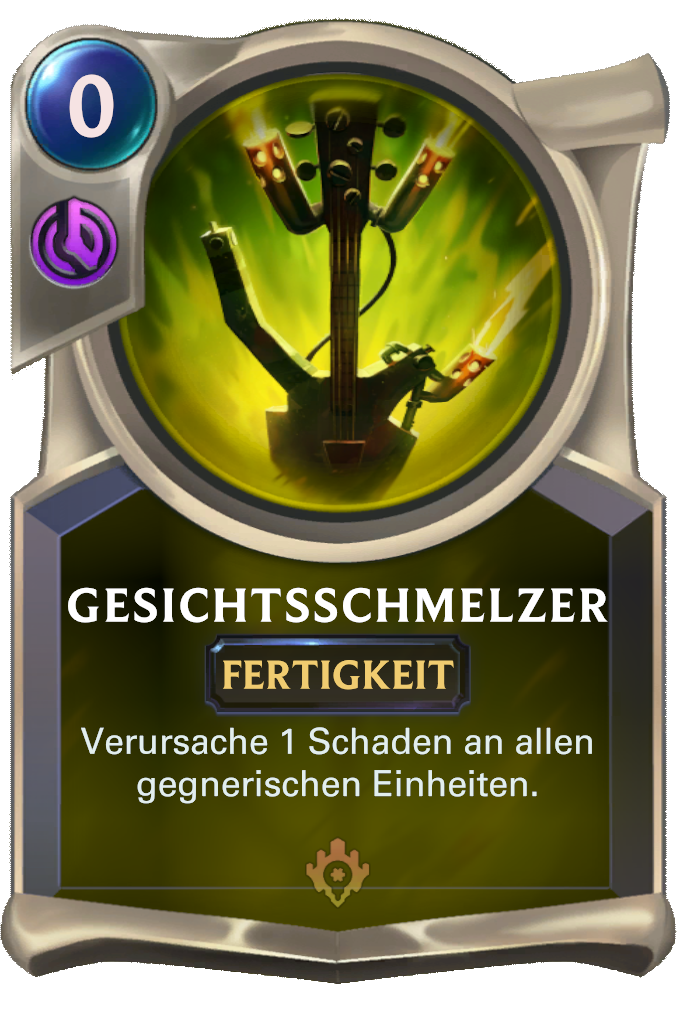 0
GESICHTSSCHMELZER
FERTIGKEIT
Verursache 1 Schaden an allen
gegnerischen Einheiten.